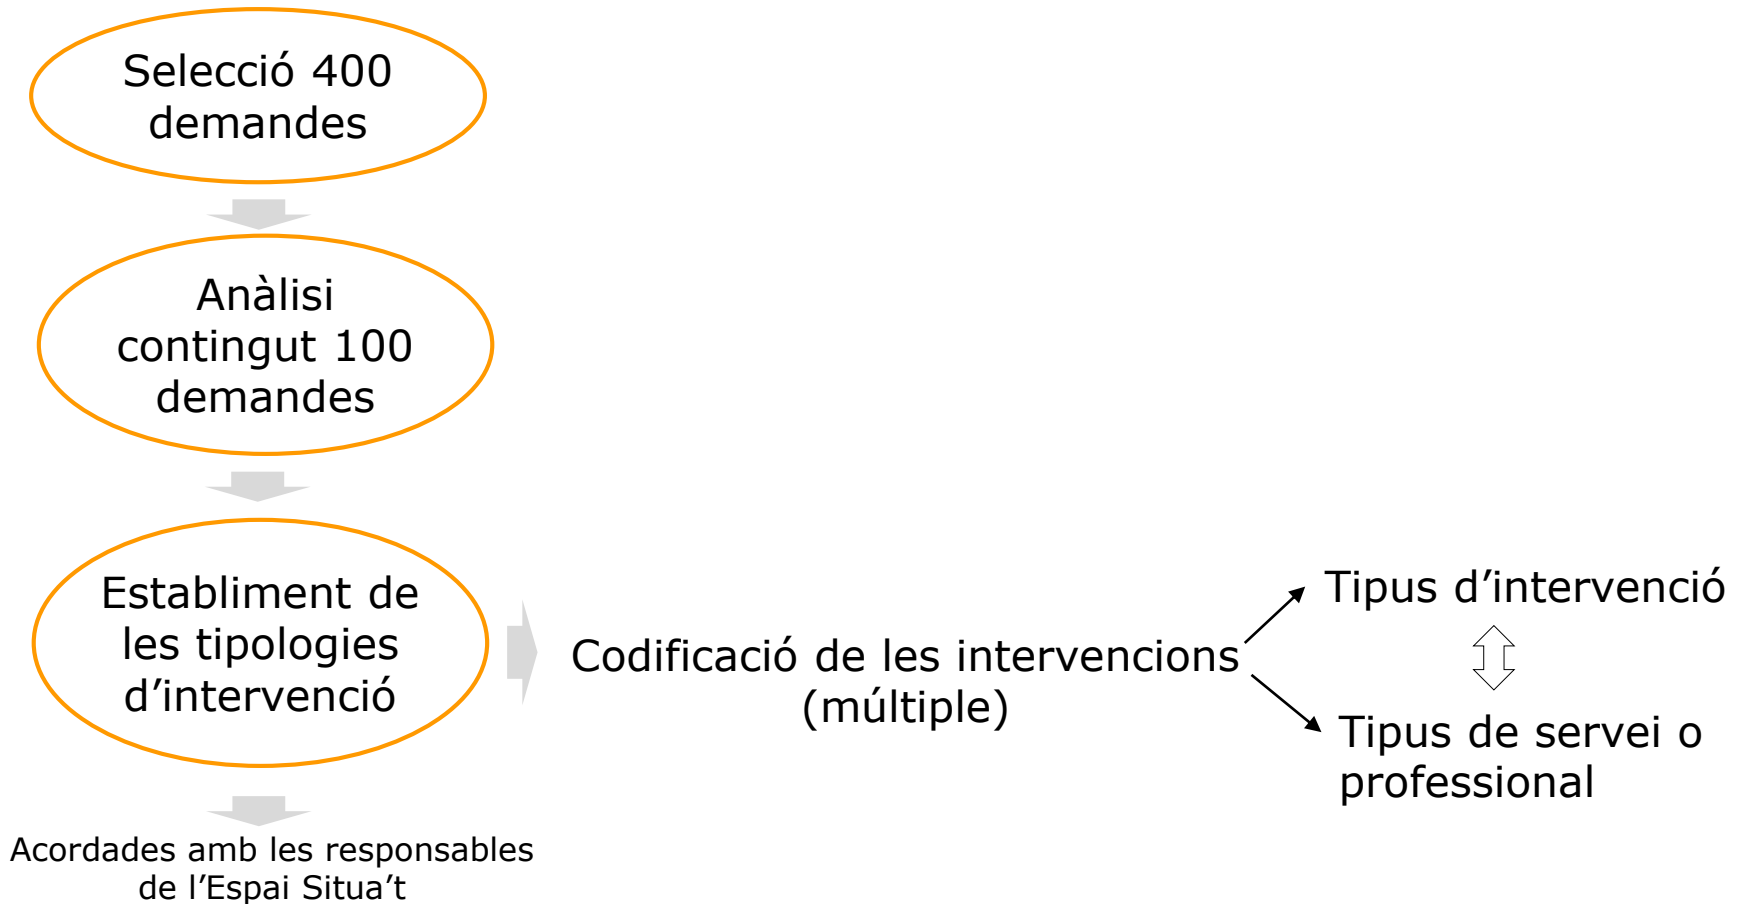 Selecció 400
demandes
Anàlisi
contingut 100
demandes
Establiment de
les tipologies
d’intervenció
Acordades amb les responsables
de l’Espai Situa’t
Codificació de les intervencions
(múltiple)
Tipus d’intervenció
Tipus de servei o
professional